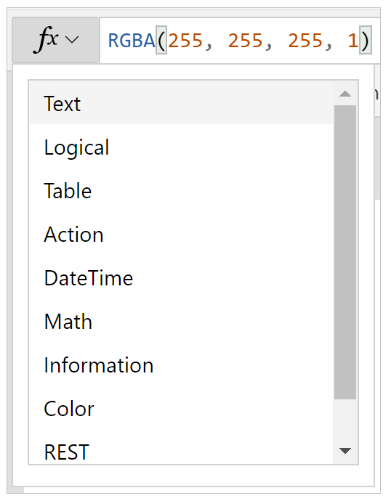 fx RGBA(255, 255, 255, 1)
Text
Logical
Table
Action
DateTime
Math
Information
Color
REST